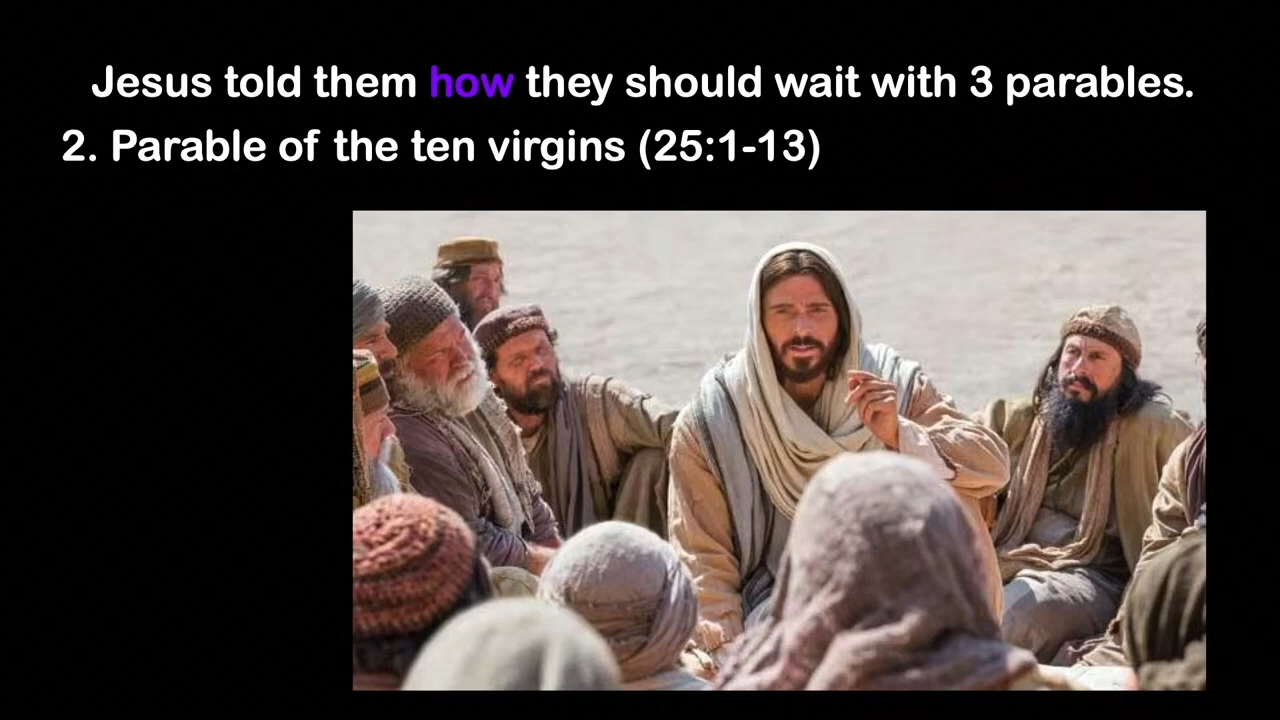 Jesus told them how they should wait with 3 parables.
2. Parable of the ten virgins (25:1-13)